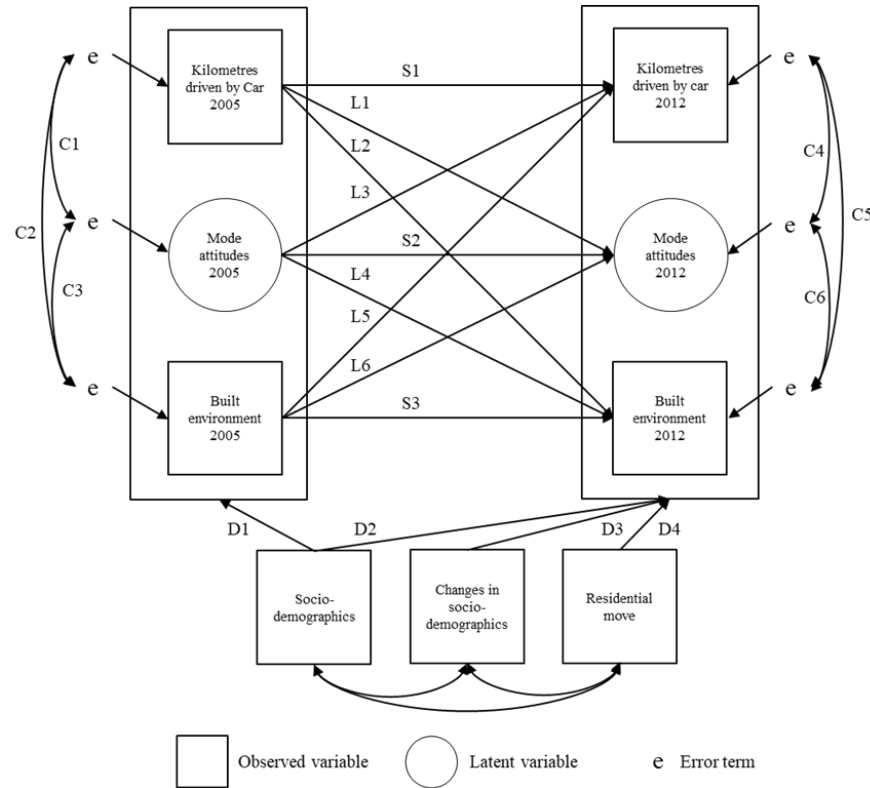 e
Kilometres
driven by Car
2005
S1
Kilometres
driven by car
2012
e
L1
C1
L2
C4
L3
e
C2
Mode
attitudes
2005
S2
Mode
attitudes
2012
e
C5
L4
C3
L5
C6
L6
e
Built
environment
2005
S3
Built
environment
2012
e
D1
D2
D3
D4
Socio-
demographics
Changes in
socio-
demographics
Residential
move
Observed variable
Latent variable
e Error term